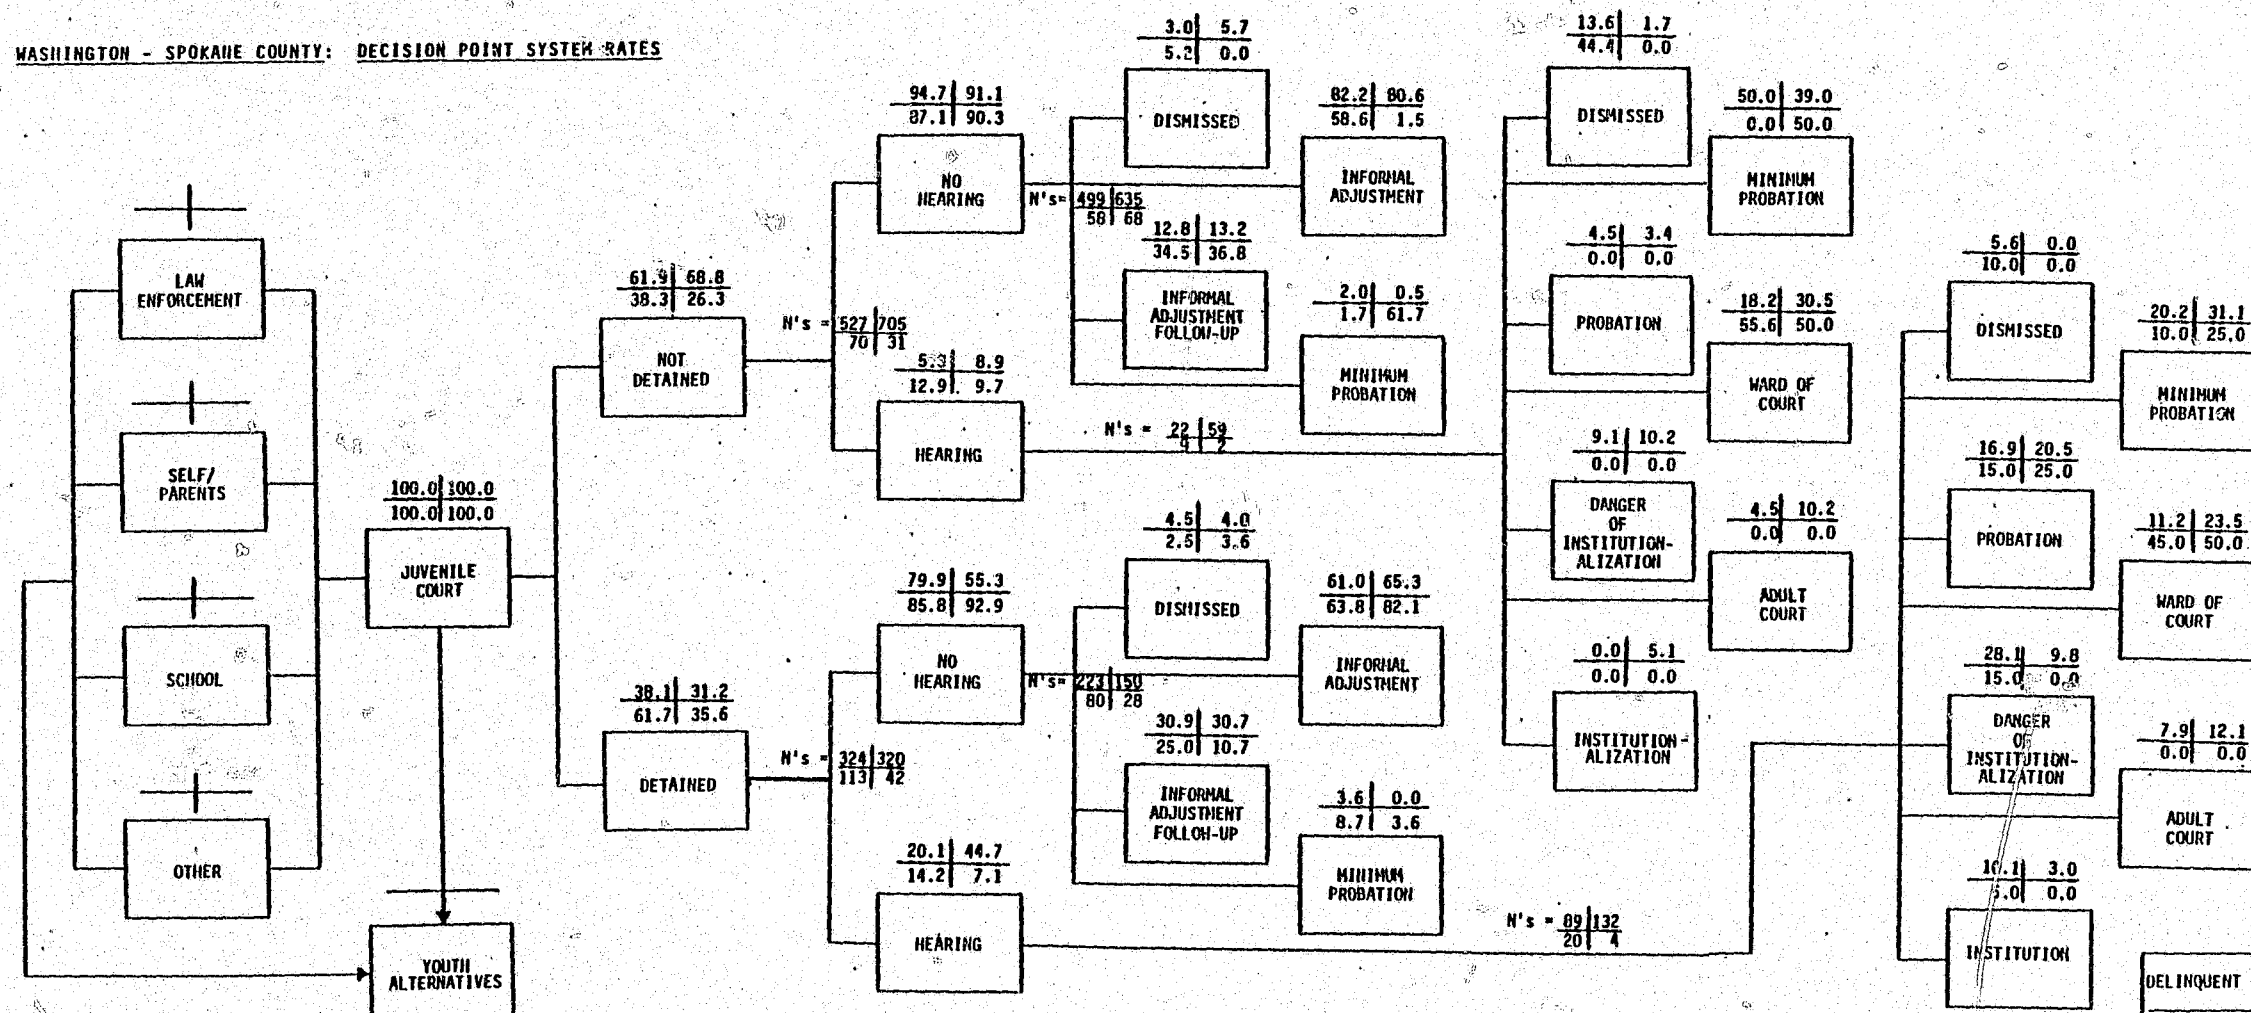 WASHINGTON - SPOKANE COUNTY: DECISION POINT SYSTEM RATES
LAW
ENFORCEMENT
SELF/
PARENTS
SCHOOL
OTHER
100.0 100.0
100.0 100.0
JUVENILE
COURT
YOUTH
ALTERNATIVES
61.9 68.8
38.3 26.3
NOT
DETAINED
N's = 527 705
70 31
38.1 31.2
61.7 35.6
DETAINED
N's = 324 320
113 42
94.7 91.1
87.1 90.3
NO
HEARING
N's= 499 635
58 68
5.3 8.9
12.9 9.7
HEARING
N's = 22 59
9 2
79.9 55.3
85.8 92.9
NO
HEARING
N's= 223 150
80 28
20.1 44.7
14.2 7.1
HEARING
N's = 89 132
20 4
3.0 5.7
5.2 0.0
DISMISSED
82.2 80.6
58.6 1.5
INFORMAL
ADJUSTMENT
12.8 13.2
34.5 36.8
INFORMAL
ADJUSTMENT
FOLLOW-UP
2.0 0.5
1.7 61.7
MINIMUM
PROBATION
4.5 4.0
2.5 3.6
DISMISSED
61.0 65.3
63.8 82.1
INFORMAL
ADJUSTMENT
30.9 30.7
25.0 10.7
INFORMAL
ADJUSTMENT
FOLLOW-UP
3.6 0.0
8.7 3.6
MINIMUM
PROBATION
13.6 1.7
44.4 0.0
DISMISSED
50.0 39.0
0.0 50.0
MINIMUM
PROBATION
4.5 3.4
0.0 0.0
PROBATION
18.2 30.5
55.6 50.0
WARD OF
COURT
9.1 10.2
0.0 0.0
DANGER
OF
INSTITUTION-
ALIZATION
4.5 10.2
0.0 0.0
ADULT
COURT
0.0 5.1
0.0 0.0
INSTITUTION-
ALIZATION
5.6 0.0
10.0 0.0
DISMISSED
20.2 31.1
10.0 25.0
MINIMUM
PROBATION
16.9 20.5
15.0 25.0
PROBATION
11.2 23.5
45.0 50.0
WARD OF
COURT
28.1 9.8
15.0 0.0
DANGER
OF
INSTITUTION-
ALIZATION
7.9 12.1
0.0 0.0
ADULT
COURT
10.1 3.0
5.0 0.0
INSTITUTION
DELINQUENT